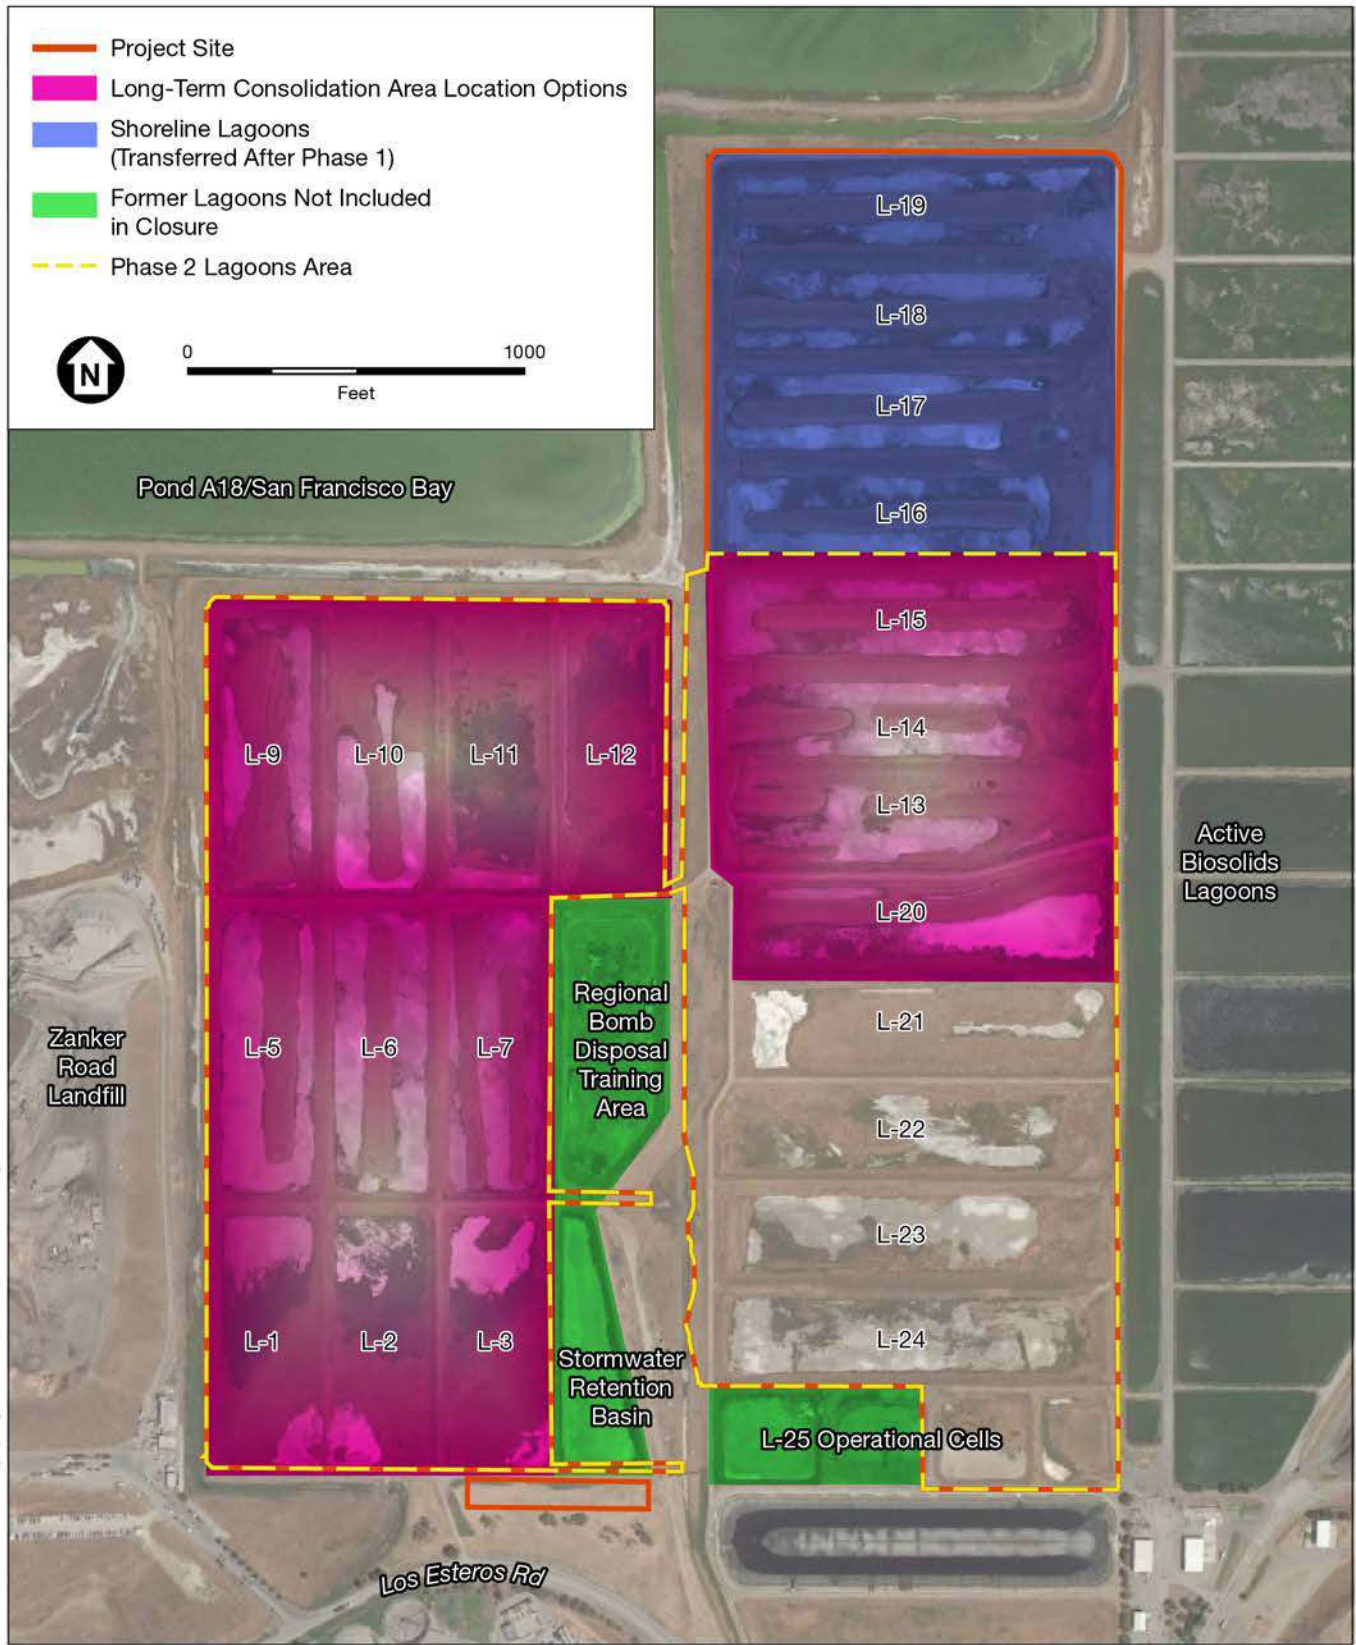 Project Site
Long-Term Consolidation Area Location Options
Shoreline Lagoons
(Transferred After Phase 1)
Former Lagoons Not Included
in Closure
Phase 2 Lagoons Area
N
0 1000
Feet
L-19
L-18
L-17
L-16
Pond A18/San Francisco Bay
L-15
L-14
L-13
L-20
L-9 L-10 L-11 L-12
Active
Biosolids
Lagoons
Regional
Bomb
Disposal
Training
Area
L-21
Zanker
Road
Landfill
L-5 L-6 L-7
L-22
L-23
L-1 L-2 L-3
L-24
Stormwater
Retention
Basin
L-25 Operational Cells
Los Esteros Rd